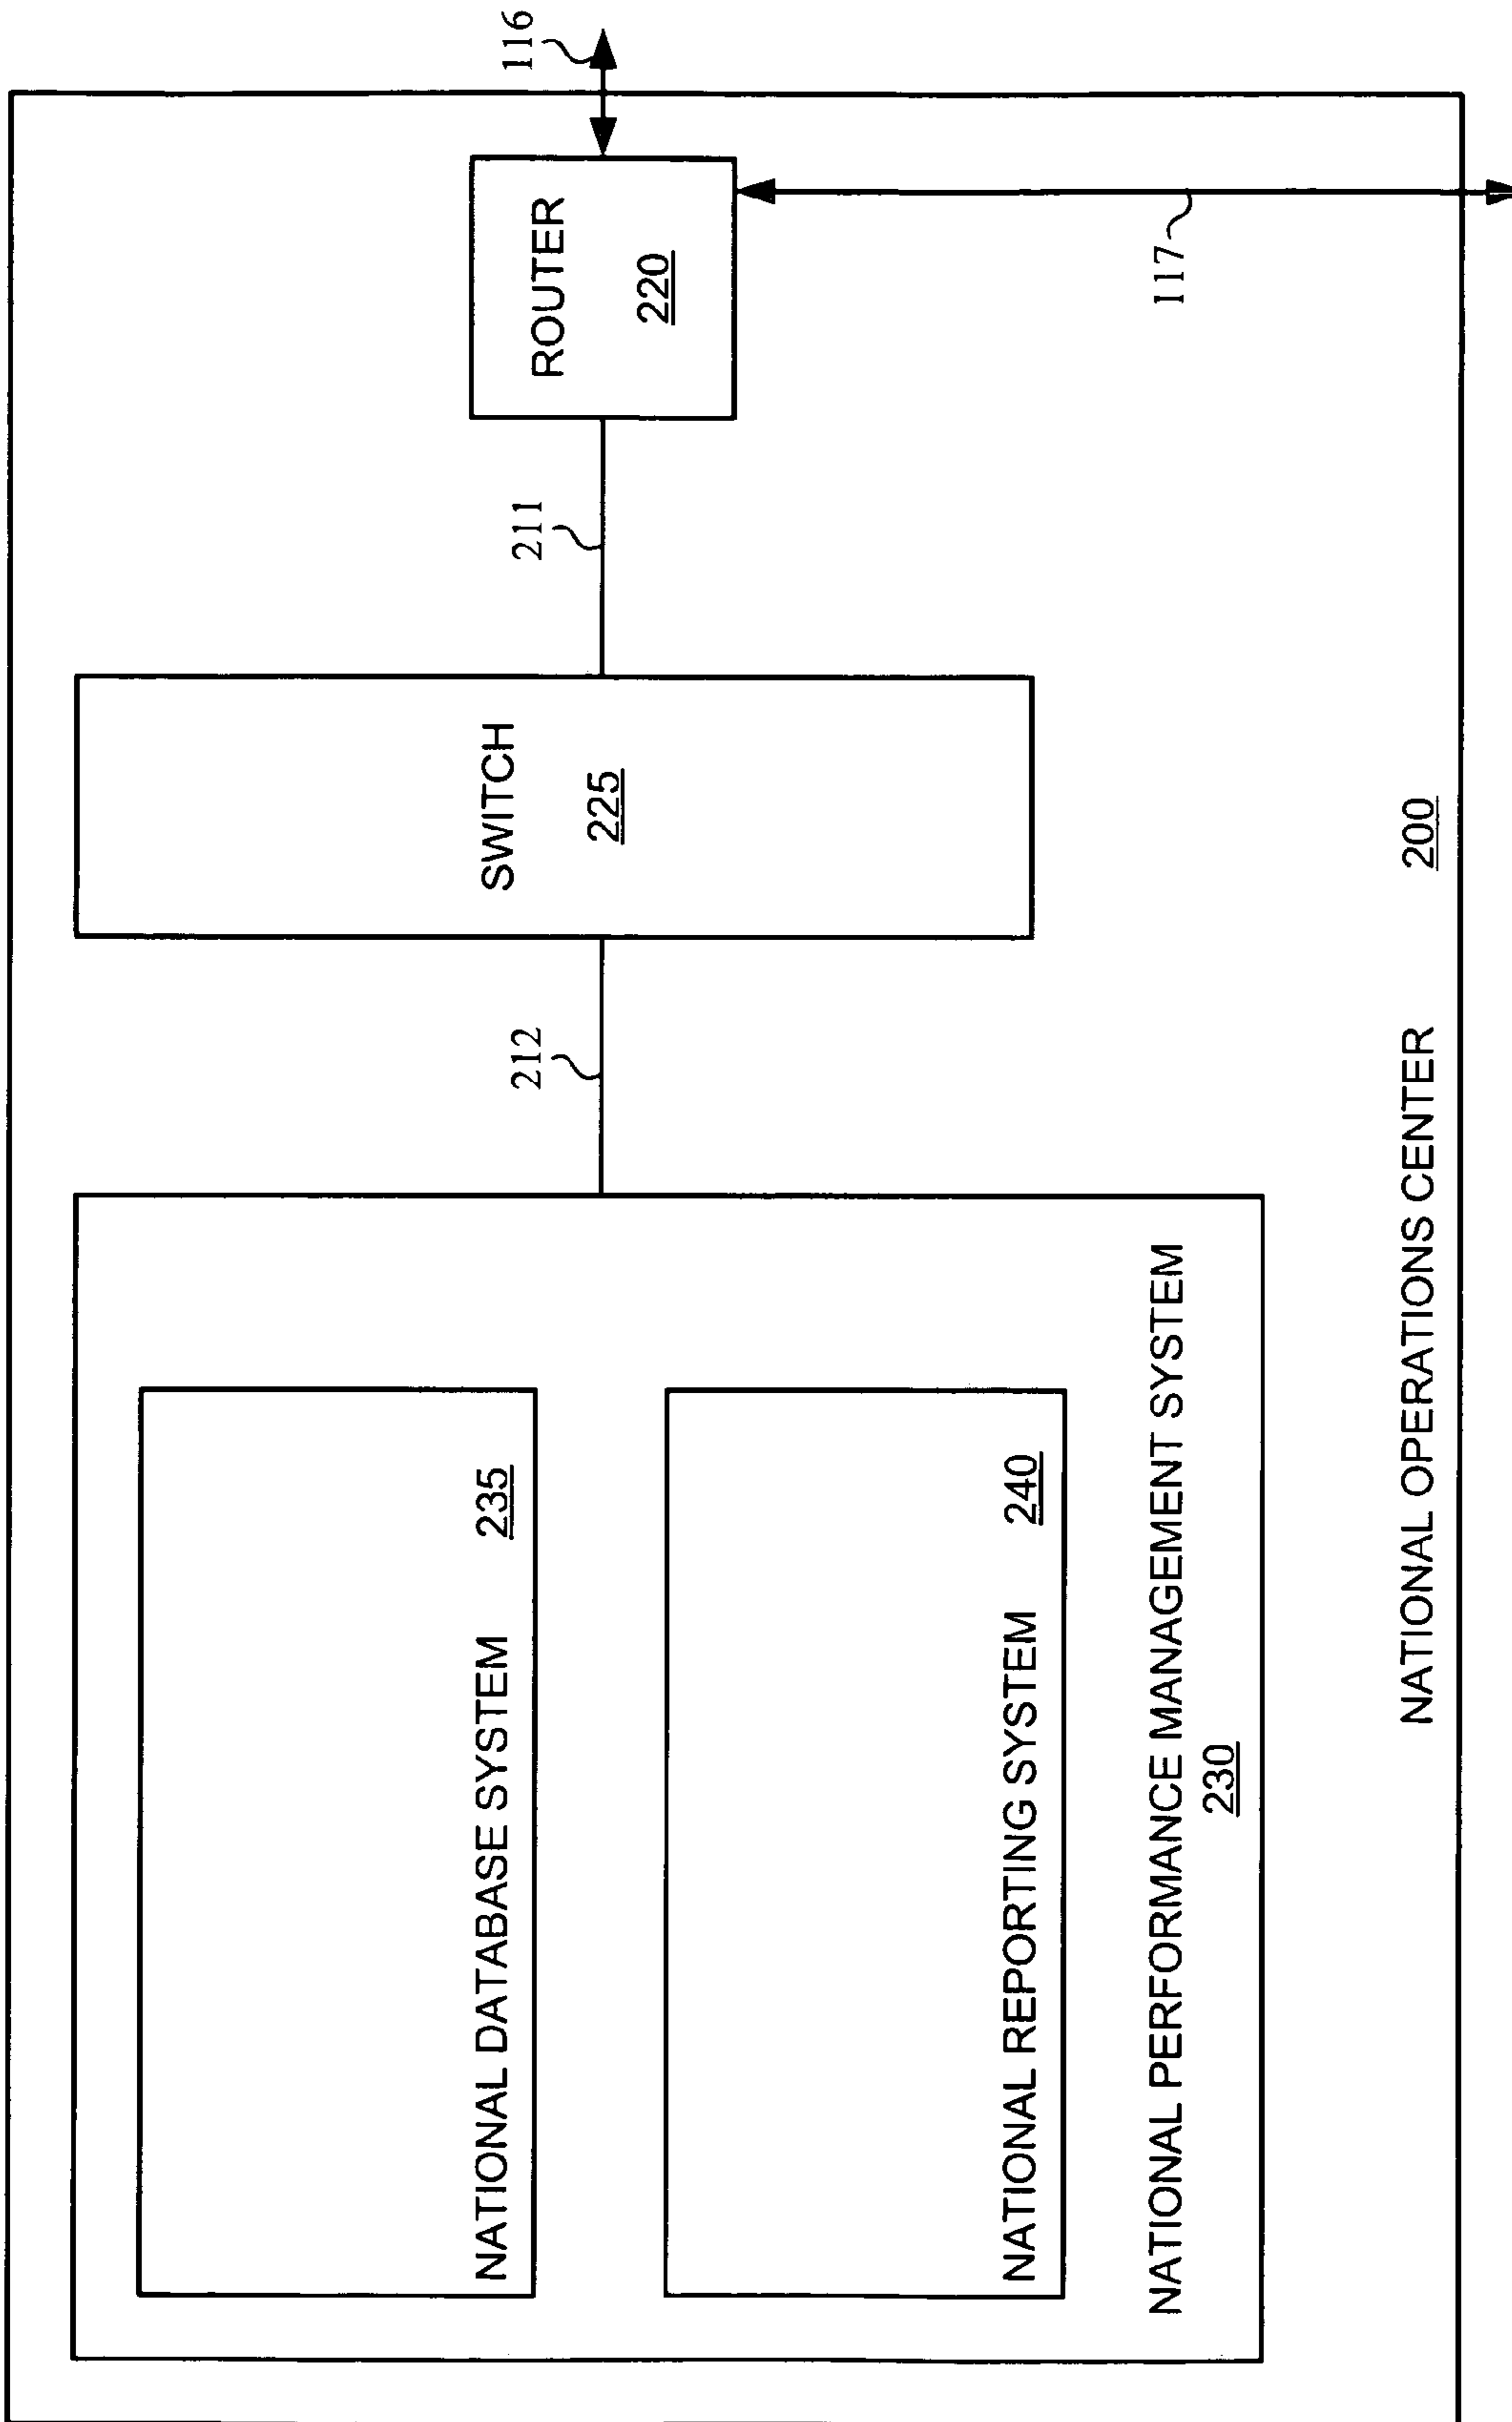 NATIONAL DATABASE SYSTEM 235
NATIONAL REPORTING SYSTEM 240
NATIONAL PERFORMANCE MANAGEMENT SYSTEM
230
212
SWITCH
225
211
ROUTER
220
116
117
NATIONAL OPERATIONS CENTER 200